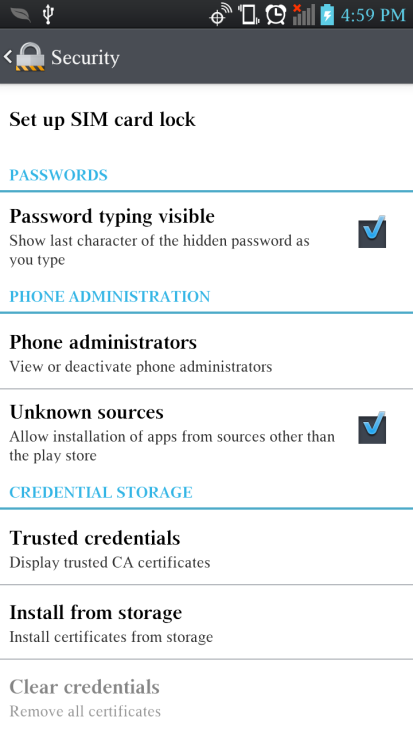 4:59 PM
Security
Set up SIM card lock
PASSWORDS
Password typing visible
Show last character of the hidden password as
you type
PHONE ADMINISTRATION
Phone administrators
View or deactivate phone administrators
Unknown sources
Allow installation of apps from sources other than
the play store
CREDENTIAL STORAGE
Trusted credentials
Display trusted CA certificates
Install from storage
Install certificates from storage
Clear credentials
Remove all certificates